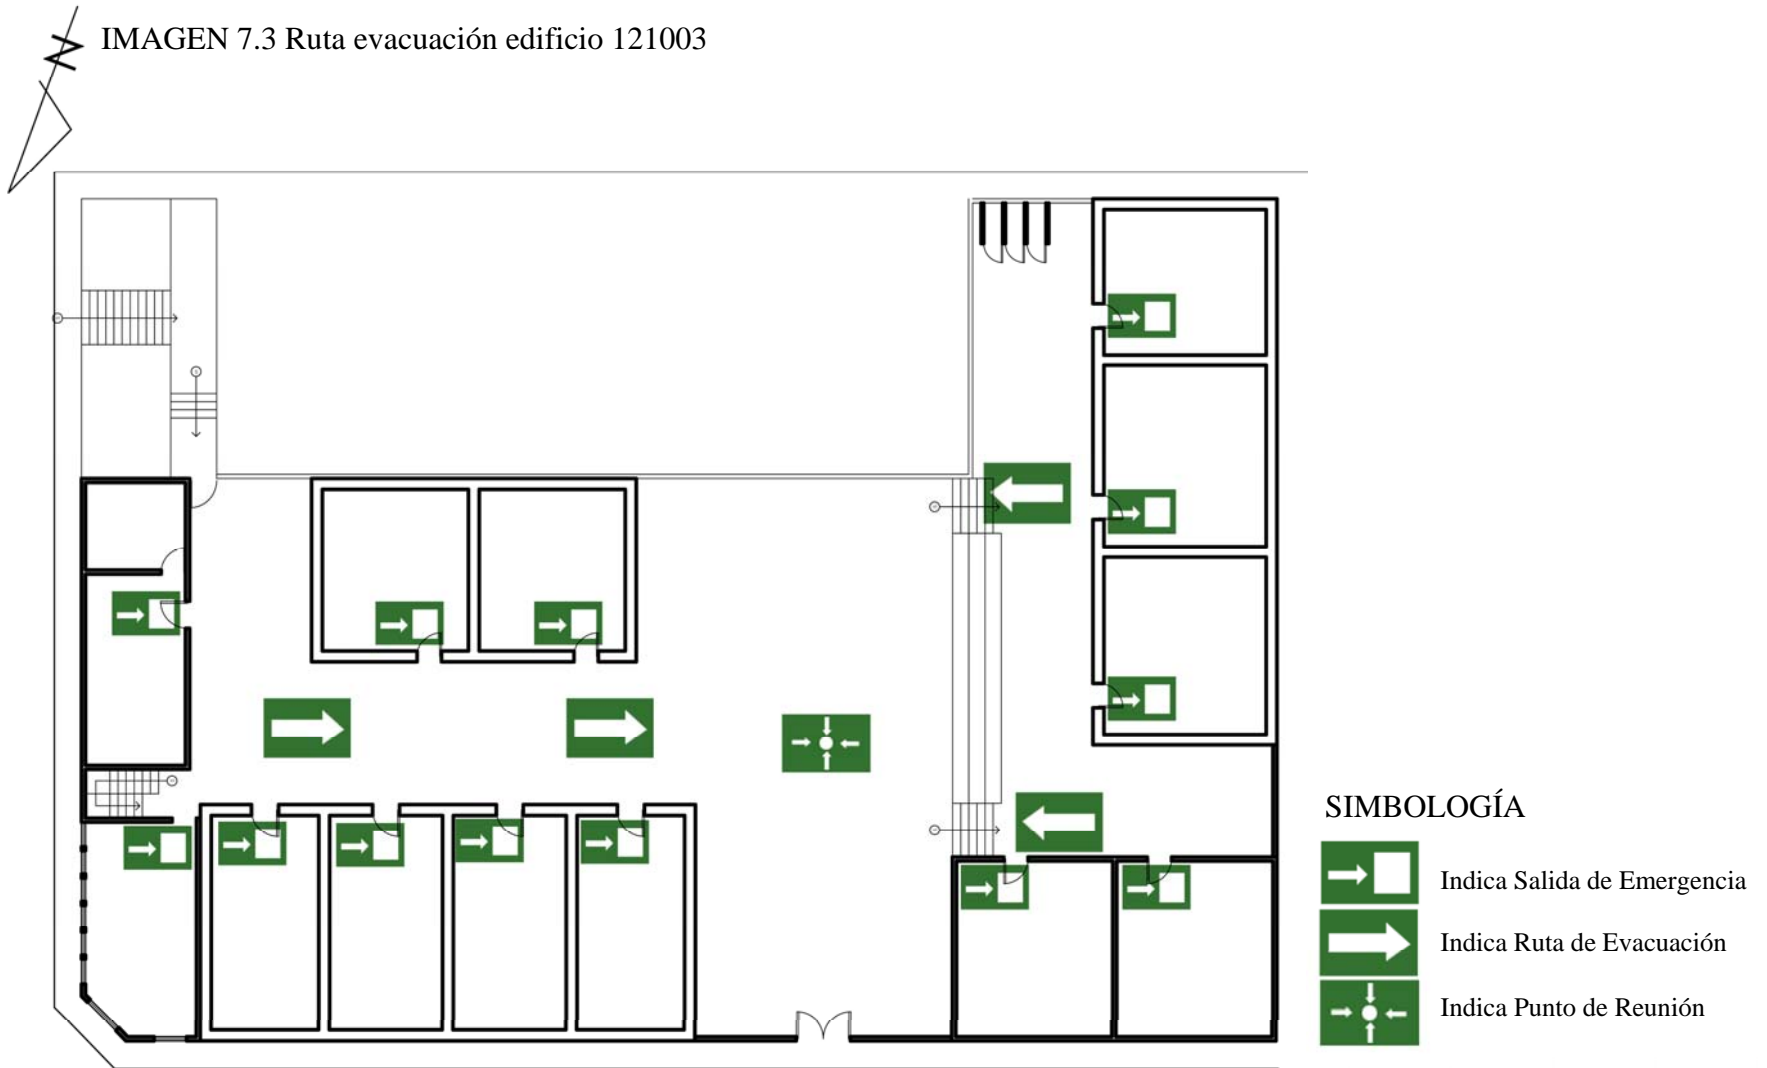 IMAGEN 7.3 Ruta evacuación edificio 121003
N
SIMBOLOGÍA
Indica Salida de Emergencia
Indica Ruta de Evacuación
Indica Punto de Reunión